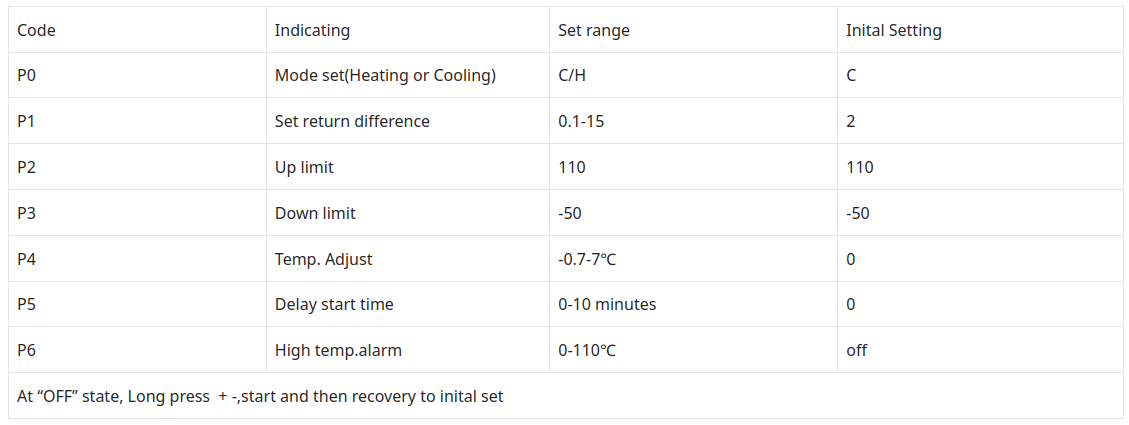 Code Indicating Set range Inital Setting
P0 Mode set(Heating or Cooling) C/H C
P1 Set return difference 0.1-15 2
P2 Up limit 110 110
P3 Down limit -50 -50
P4 Temp. Adjust -0.7-7℃ 0
P5 Delay start time 0-10 minutes 0
P6 High temp.alarm 0-110℃ off
At “OFF” state, Long press + -,start and then recovery to inital set